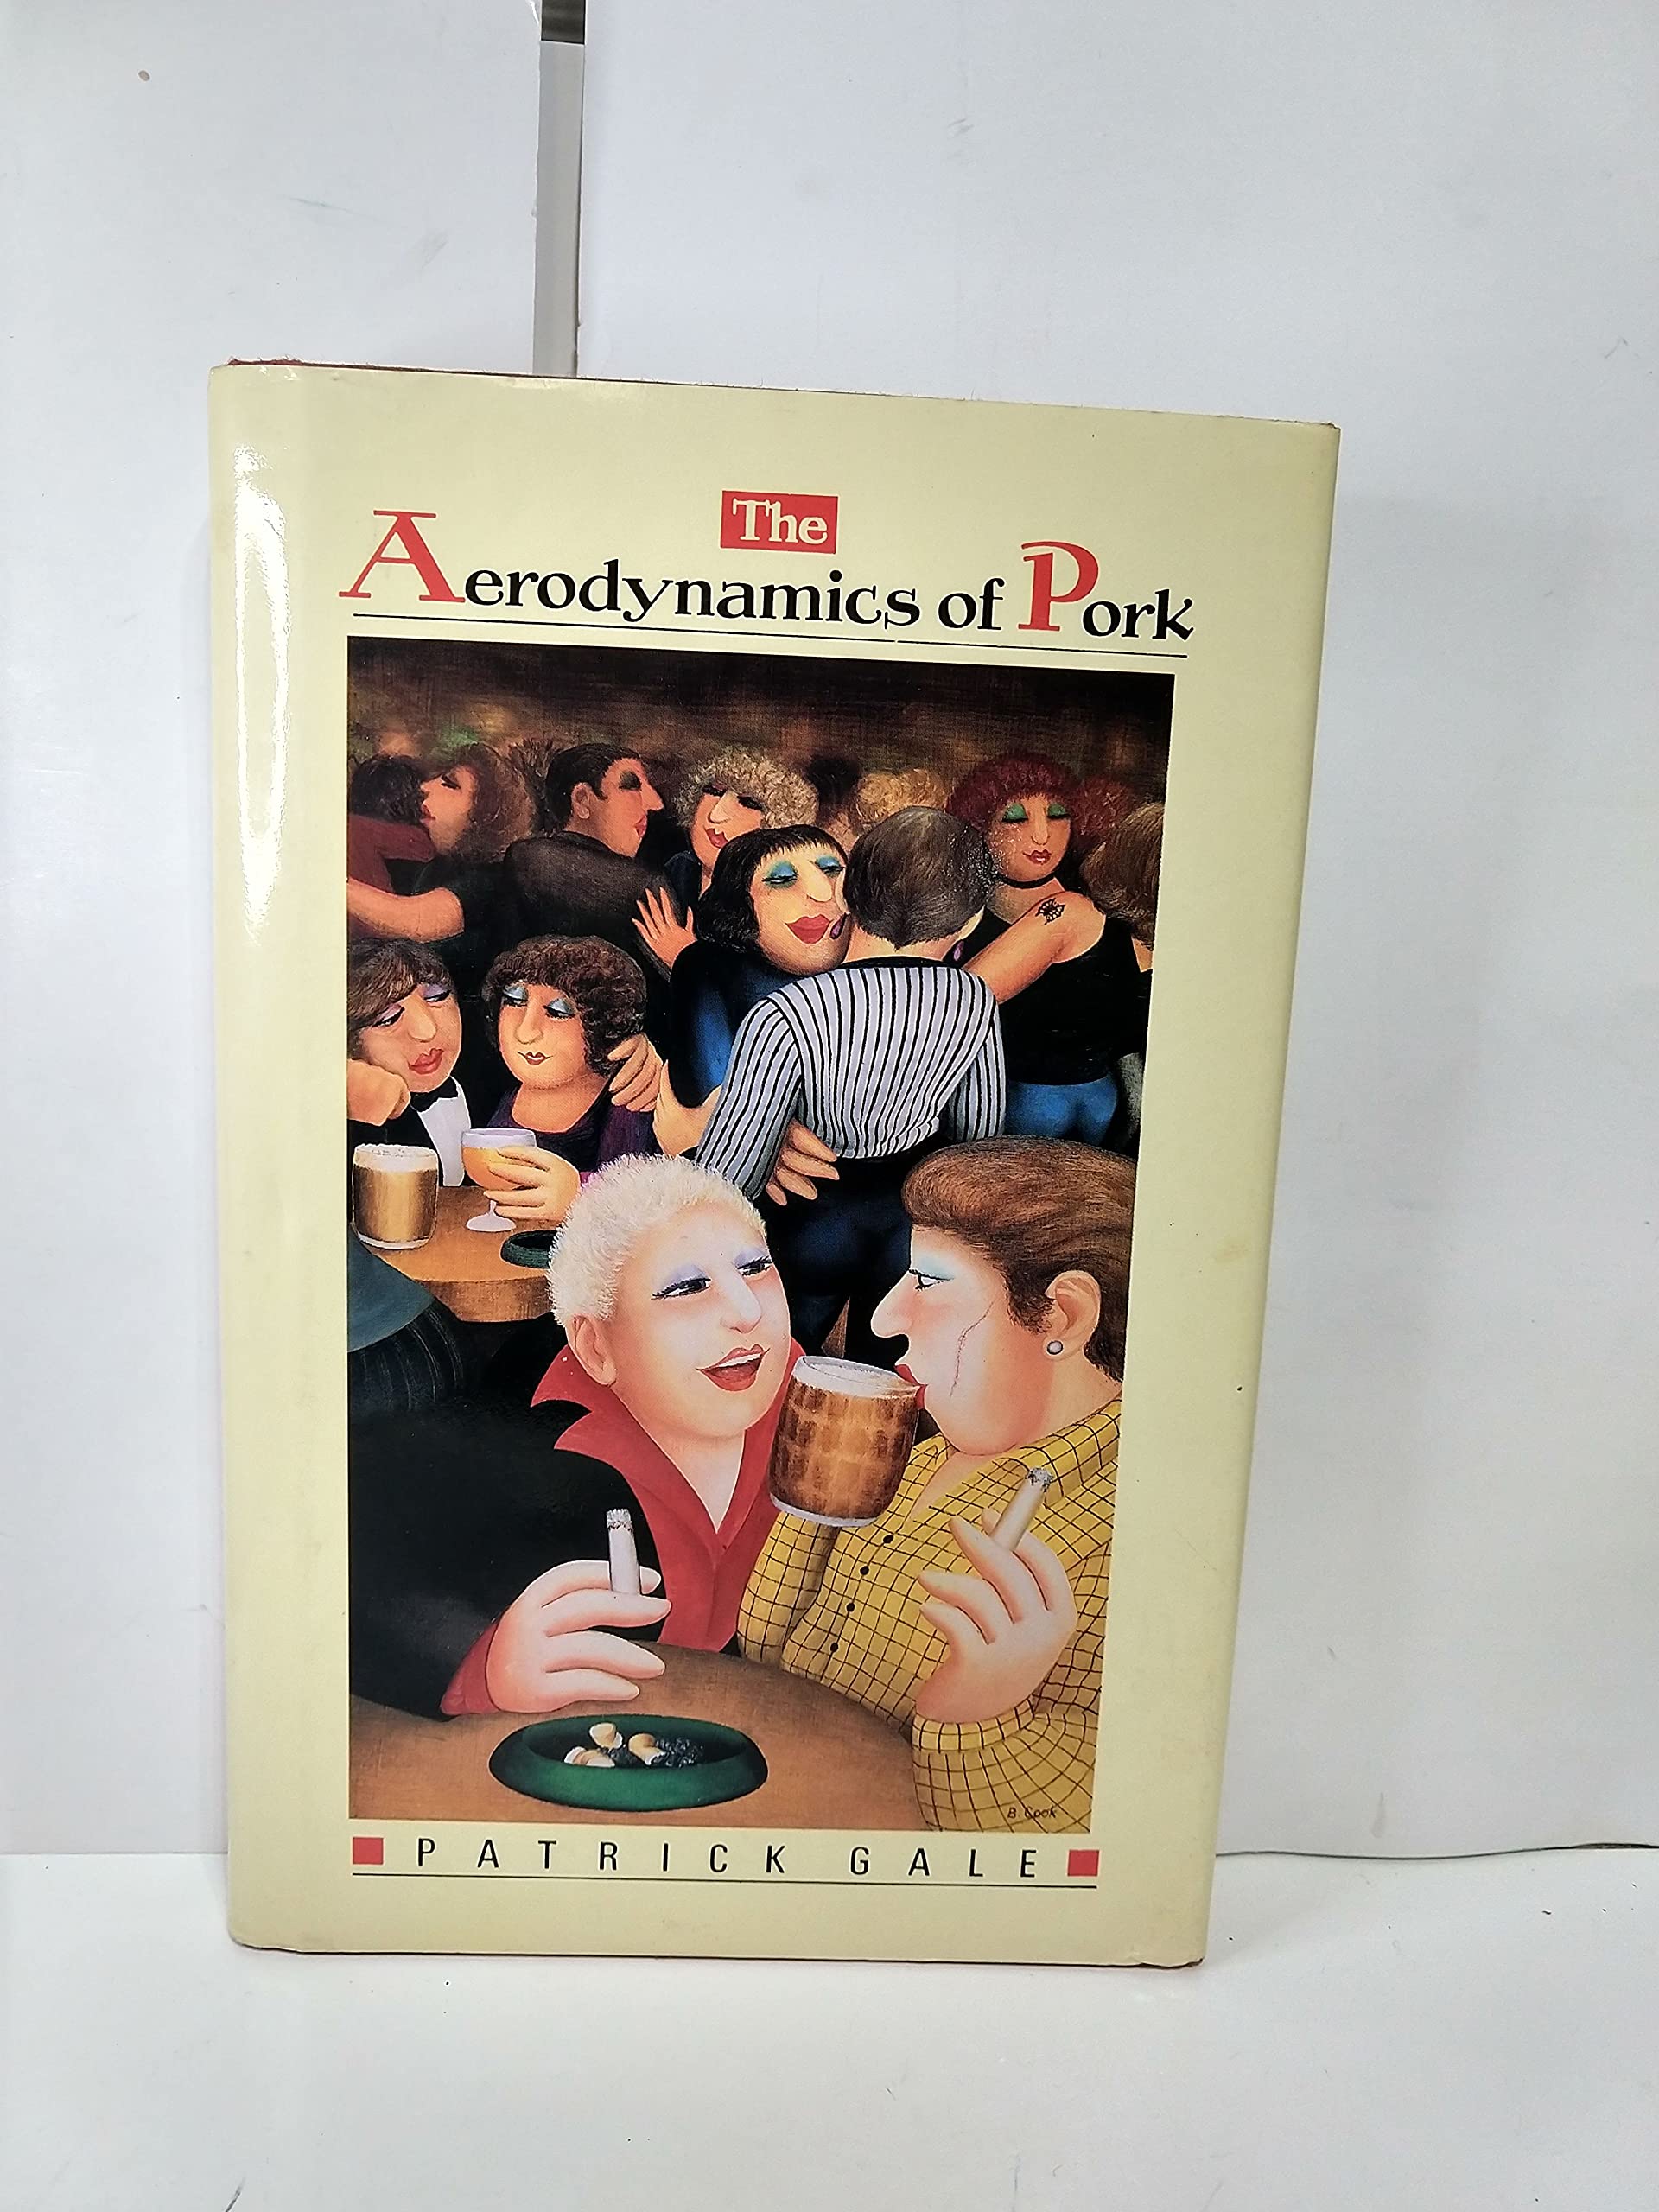 The
Aerodynamics of Pork
B. Cook
PATRICK GALE